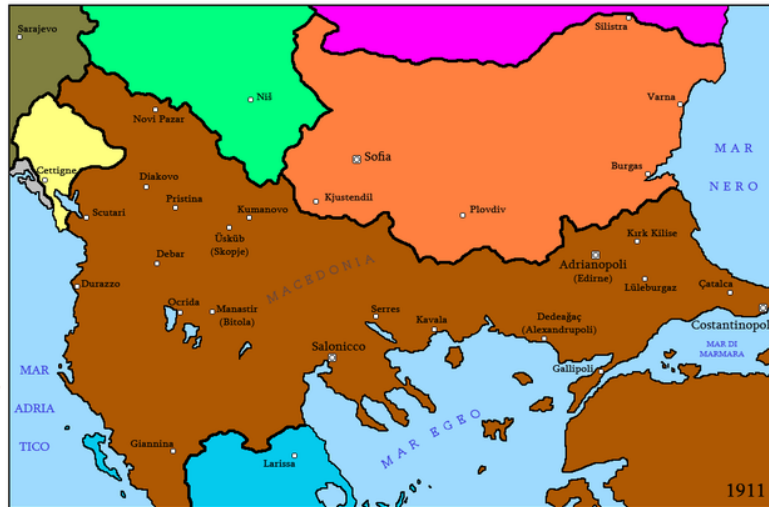 Sarajevo
Silistra
Niš
Varna
Novi Pazar
MAR
NERO
Sofia
Cettigne
Burgas
Diakovo
Kjustendil
Pristina
Plovdiv
Scutari
Kumanovo
Üsküb
(Skopje)
Kırk Kilise
Debar
MACEDONIA
Adrianopoli
(Edirne)
Durazzo
Lüleburgaz
Çatalca
Ocrida
Manastir
(Bitola)
Serres
Kavala
Dedeağaç
(Alexandrupoli)
Costantinopoli
MAR DI
MARMARA
Salonicco
Gallipoli
MAR
ADRIA
TICO
MAR EGEO
Giannina
Larissa
1911